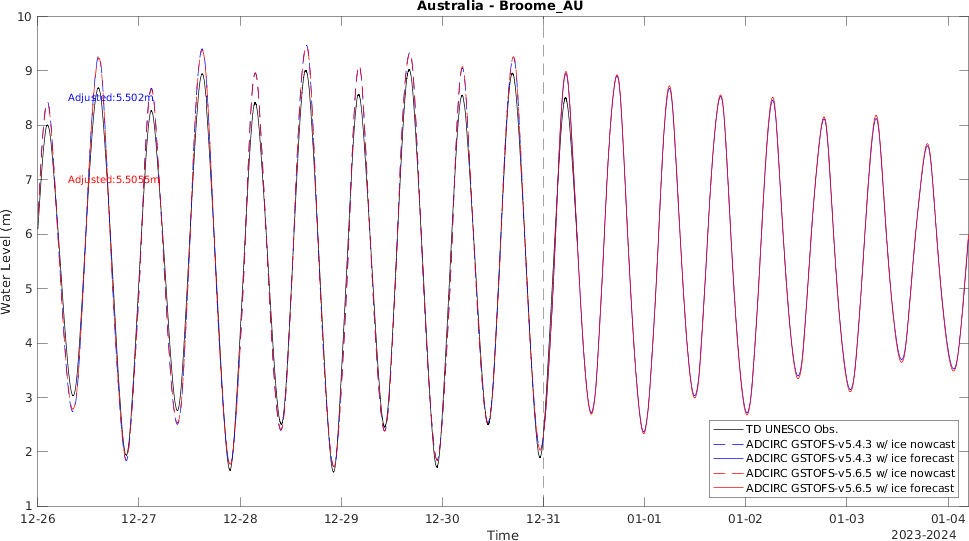 Australia - Broome_AU
10
9
8
7
6
5
4
3
2
1
Water Level (m)
Adjusted:5.502m
Adjusted:5.5055m
TD UNESCO Obs.
ADCIRC GSTOFS-v5.4.3 w/ ice nowcast
ADCIRC GSTOFS-v5.4.3 w/ ice forecast
ADCIRC GSTOFS-v5.6.5 w/ ice nowcast
ADCIRC GSTOFS-v5.6.5 w/ ice forecast
12-26 12-27 12-28 12-29 12-30 12-31 01-01 01-02 01-03 01-04
Time
2023-2024